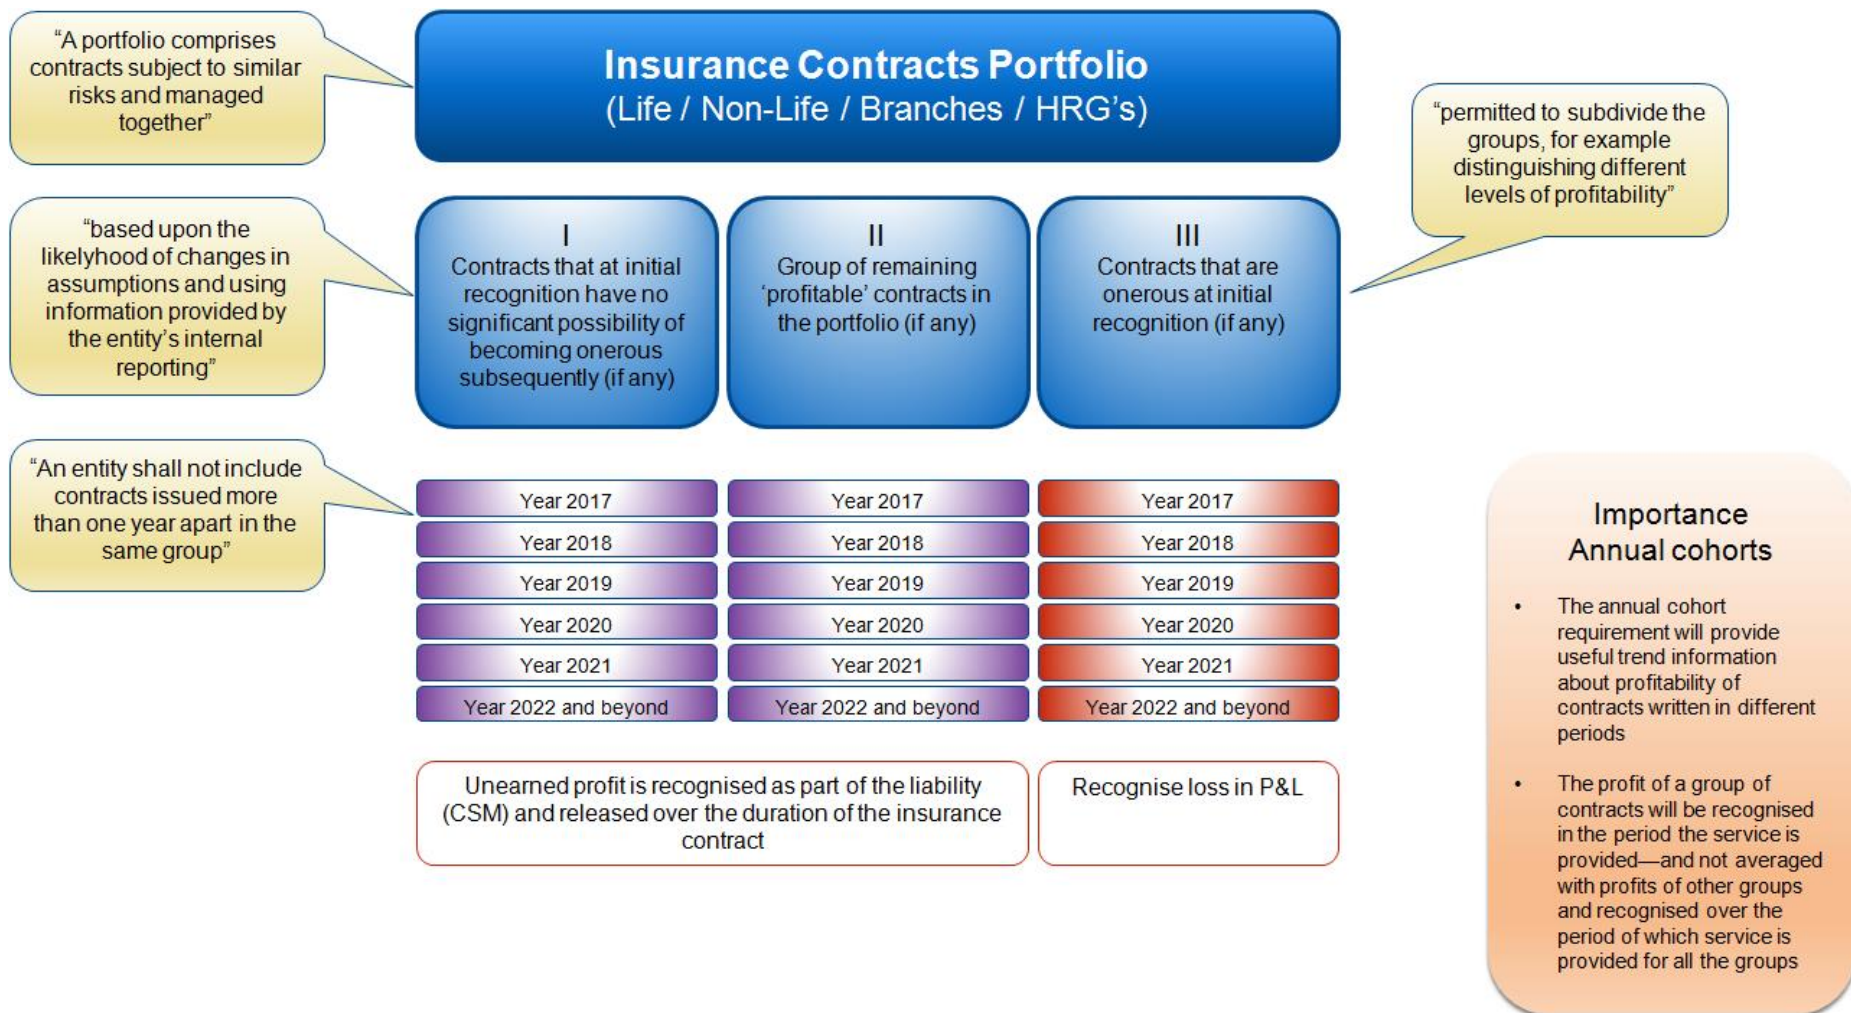 “A portfolio comprises
contracts subject to similar
risks and managed
together”
Insurance Contracts Portfolio
(Life / Non-Life / Branches / HRG’s)
“permitted to subdivide the
groups, for example
distinguishing different
levels of profitability”
“based upon the
likelyhood of changes in
assumptions and using
information provided by
the entity’s internal
reporting”
I
Contracts that at initial
recognition have no
significant possibility of
becoming onerous
subsequently (if any)
II
Group of remaining
‘profitable’ contracts in
the portfolio (if any)
III
Contracts that are
onerous at initial
recognition (if any)
“An entity shall not include
contracts issued more
than one year apart in the
same group”
Year 2017
Year 2018
Year 2019
Year 2020
Year 2021
Year 2022 and beyond
Year 2017
Year 2018
Year 2019
Year 2020
Year 2021
Year 2022 and beyond
Year 2017
Year 2018
Year 2019
Year 2020
Year 2021
Year 2022 and beyond
Unearned profit is recognised as part of the liability
(CSM) and released over the duration of the insurance
contract
Recognise loss in P&L
Importance
Annual cohorts
• The annual cohort
requirement will provide
useful trend information
about profitability of
contracts written in different
periods
• The profit of a group of
contracts will be recognised
in the period the service is
provided—and not averaged
with profits of other groups
and recognised over the
period of which service is
provided for all the groups